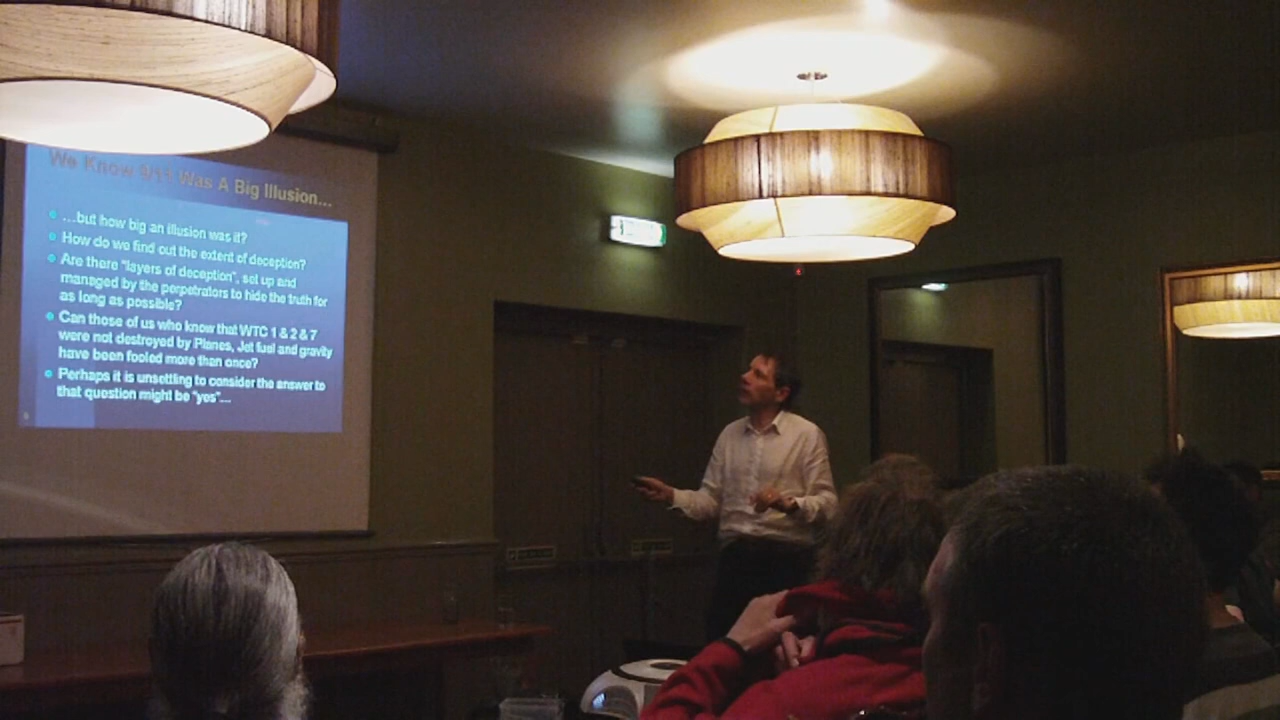 We Know 9/11 Was A Big Illusion...
...but how big an illusion was it?
How do we find out the extent of deception?
Are there "layers of deception", set up and
managed by the perpetrators to hide the truth for
as long as possible?
Can those of us who know that WTC 1 & 2 & 7
were not destroyed by Planes, Jet fuel and gravity
have been fooled more than once?
Perhaps it is unsettling to consider the answer to
that question might be "yes"...